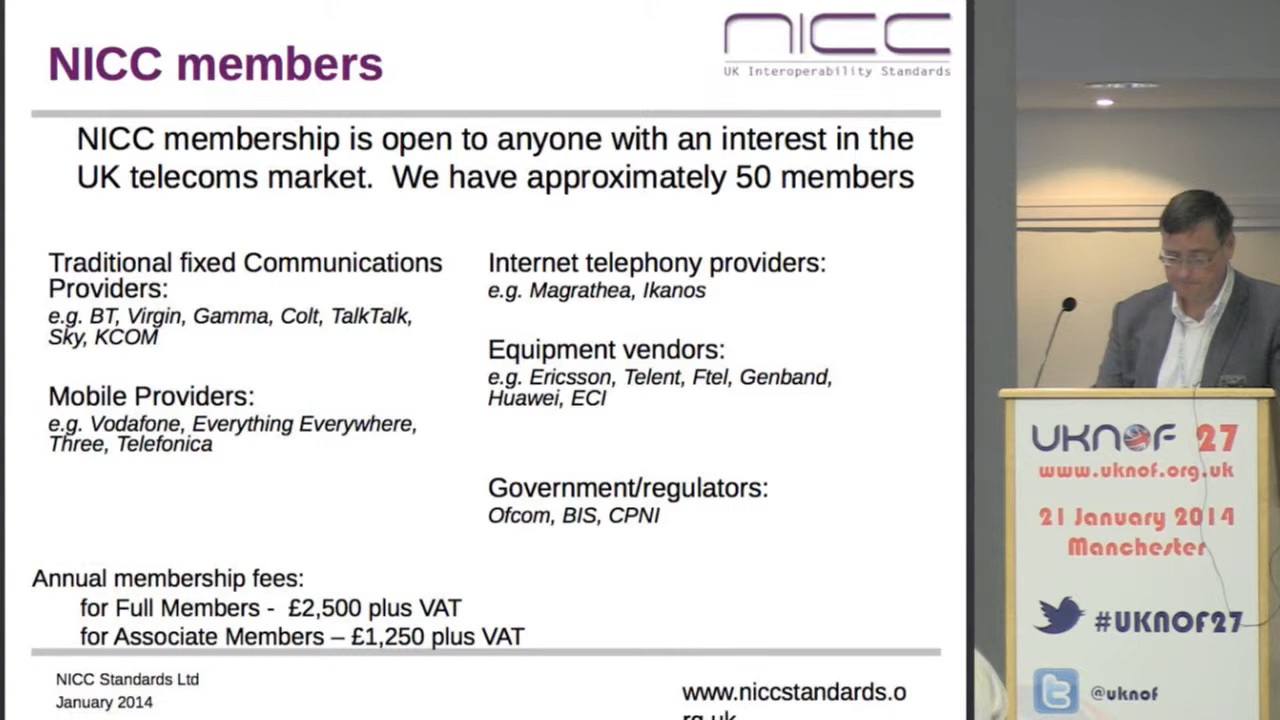 NICC members
nicc
UK Interoperability Standards
NICC membership is open to anyone with an interest in the
UK telecoms market.  We have approximately 50 members
Traditional fixed Communications
Providers:
e.g. BT, Virgin, Gamma, Colt, TalkTalk,
Sky, KCOM
Mobile Providers:
e.g. Vodafone, Everything Everywhere,
Three, Telefonica
Internet telephony providers:
e.g. Magrathea, Ikanos
Equipment vendors:
e.g. Ericsson, Telent, Ftel, Genband,
Huawei, ECI
Government/regulators:
Ofcom, BIS, CPNI
Annual membership fees:
for Full Members -  £2,500 plus VAT
for Associate Members – £1,250 plus VAT
NICC Standards Ltd
January 2014
www.niccstandards.o
rg.uk
UKNOF 27
www.uknof.org.uk
21 January 2014
Manchester
#UKNOF27
@uknof